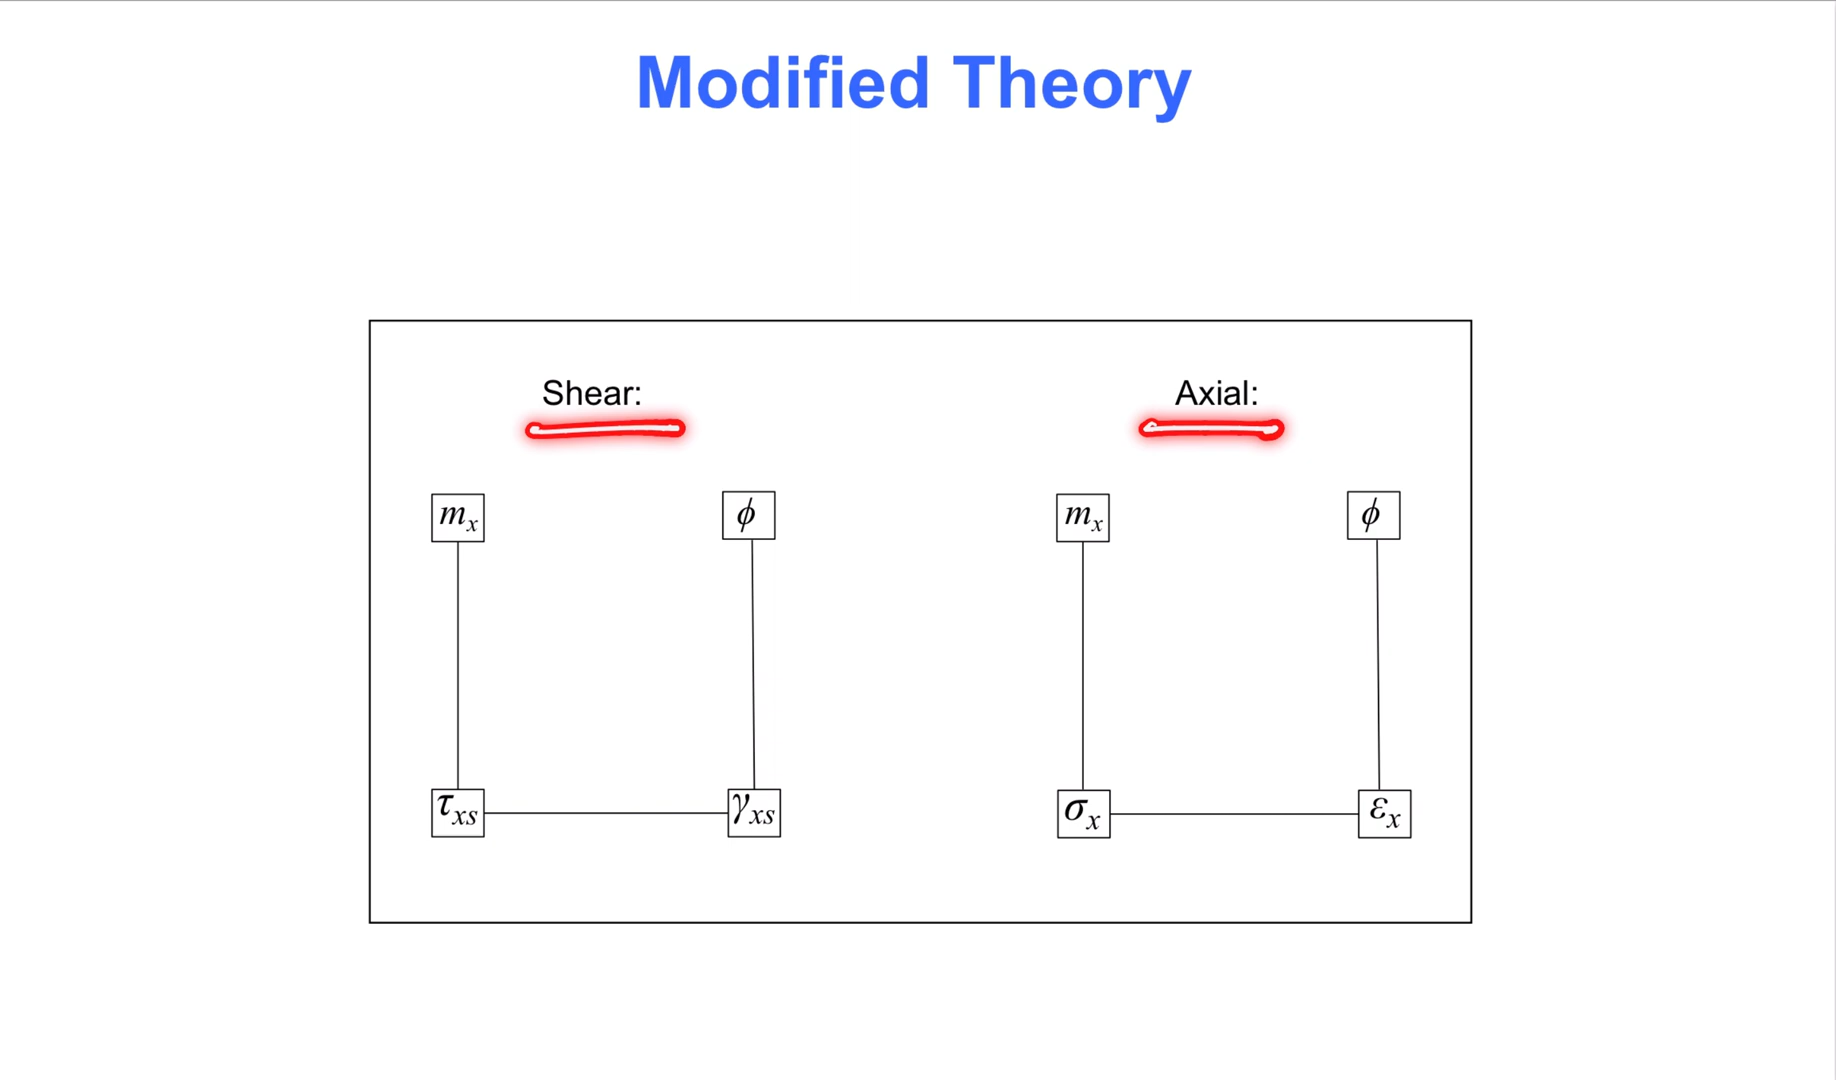 Modified Theory
Shear: Axial:
mₓ ϕ mₓ ϕ
τₓₛ γₓₛ σₓ εₓ